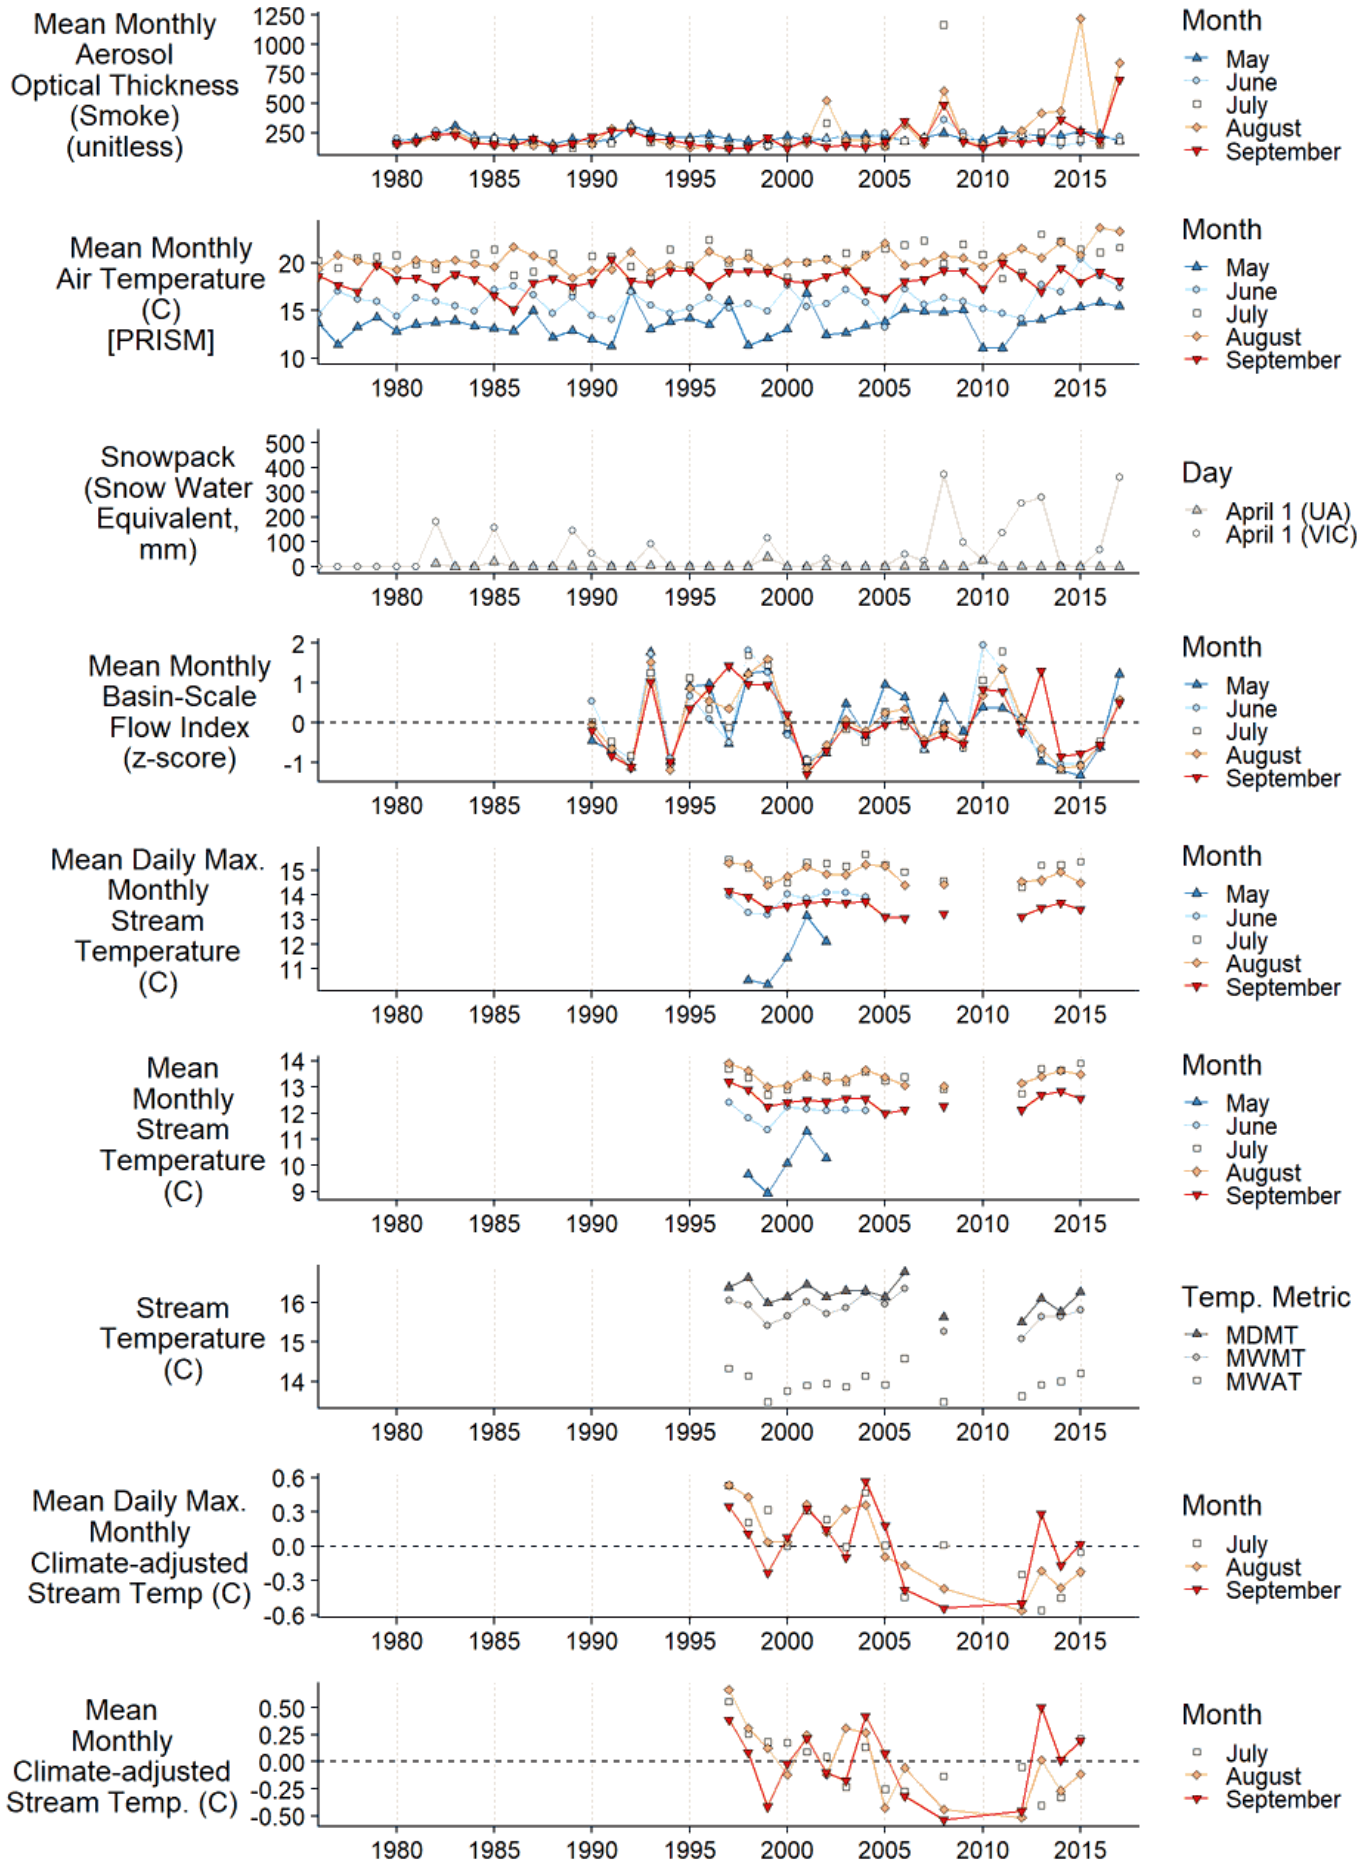 Mean Monthly
Aerosol
Optical Thickness
(Smoke)
(unitless)
1250
1000
750
500
250
1980 1985 1990 1995 2000 2005 2010 2015
Month
May
June
July
August
September
Mean Monthly
Air Temperature
(C)
[PRISM]
20
15
10
1980 1985 1990 1995 2000 2005 2010 2015
Month
May
June
July
August
September
Snowpack
(Snow Water
Equivalent,
mm)
500
400
300
200
100
0
1980 1985 1990 1995 2000 2005 2010 2015
Day
April 1 (UA)
April 1 (VIC)
Mean Monthly
Basin-Scale
Flow Index
(z-score)
2
1
0
-1
1980 1985 1990 1995 2000 2005 2010 2015
Month
May
June
July
August
September
Mean Daily Max.
Monthly
Stream
Temperature
(C)
15
14
13
12
11
1980 1985 1990 1995 2000 2005 2010 2015
Month
May
June
July
August
September
Mean
Monthly
Stream
Temperature
(C)
14
13
12
11
10
9
1980 1985 1990 1995 2000 2005 2010 2015
Month
May
June
July
August
September
Stream
Temperature
(C)
16
15
14
1980 1985 1990 1995 2000 2005 2010 2015
Temp. Metric
MDMT
MWMT
MWAT
Mean Daily Max.
Monthly
Climate-adjusted
Stream Temp (C)
0.6
0.3
0.0
-0.3
-0.6
1980 1985 1990 1995 2000 2005 2010 2015
Month
July
August
September
Mean
Monthly
Climate-adjusted
Stream Temp. (C)
0.50
0.25
0.00
-0.25
-0.50
1980 1985 1990 1995 2000 2005 2010 2015
Month
July
August
September